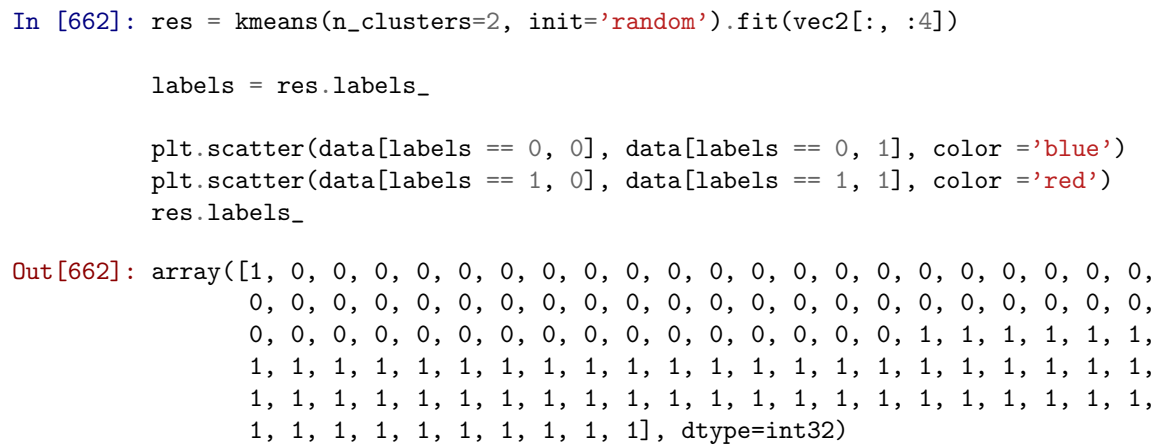 In [662]: res = kmeans(n_clusters=2, init='random').fit(vec2[:, :4])
labels = res.labels_
plt.scatter(data[labels == 0, 0], data[labels == 0, 1], color ='blue')
plt.scatter(data[labels == 1, 0], data[labels == 1, 1], color ='red')
res.labels_
Out[662]: array([1, 0, 0, 0, 0, 0, 0, 0, 0, 0, 0, 0, 0, 0, 0, 0, 0, 0, 0, 0, 0, 0,
0, 0, 0, 0, 0, 0, 0, 0, 0, 0, 0, 0, 0, 0, 0, 0, 0, 0, 0, 0, 0, 0,
0, 0, 0, 0, 0, 0, 0, 0, 0, 0, 0, 0, 0, 0, 0, 0, 1, 1, 1, 1, 1, 1,
1, 1, 1, 1, 1, 1, 1, 1, 1, 1, 1, 1, 1, 1, 1, 1, 1, 1, 1, 1, 1, 1,
1, 1, 1, 1, 1, 1, 1, 1, 1, 1, 1, 1, 1, 1, 1, 1, 1, 1, 1, 1, 1, 1,
1, 1, 1, 1, 1, 1, 1, 1, 1, 1], dtype=int32)